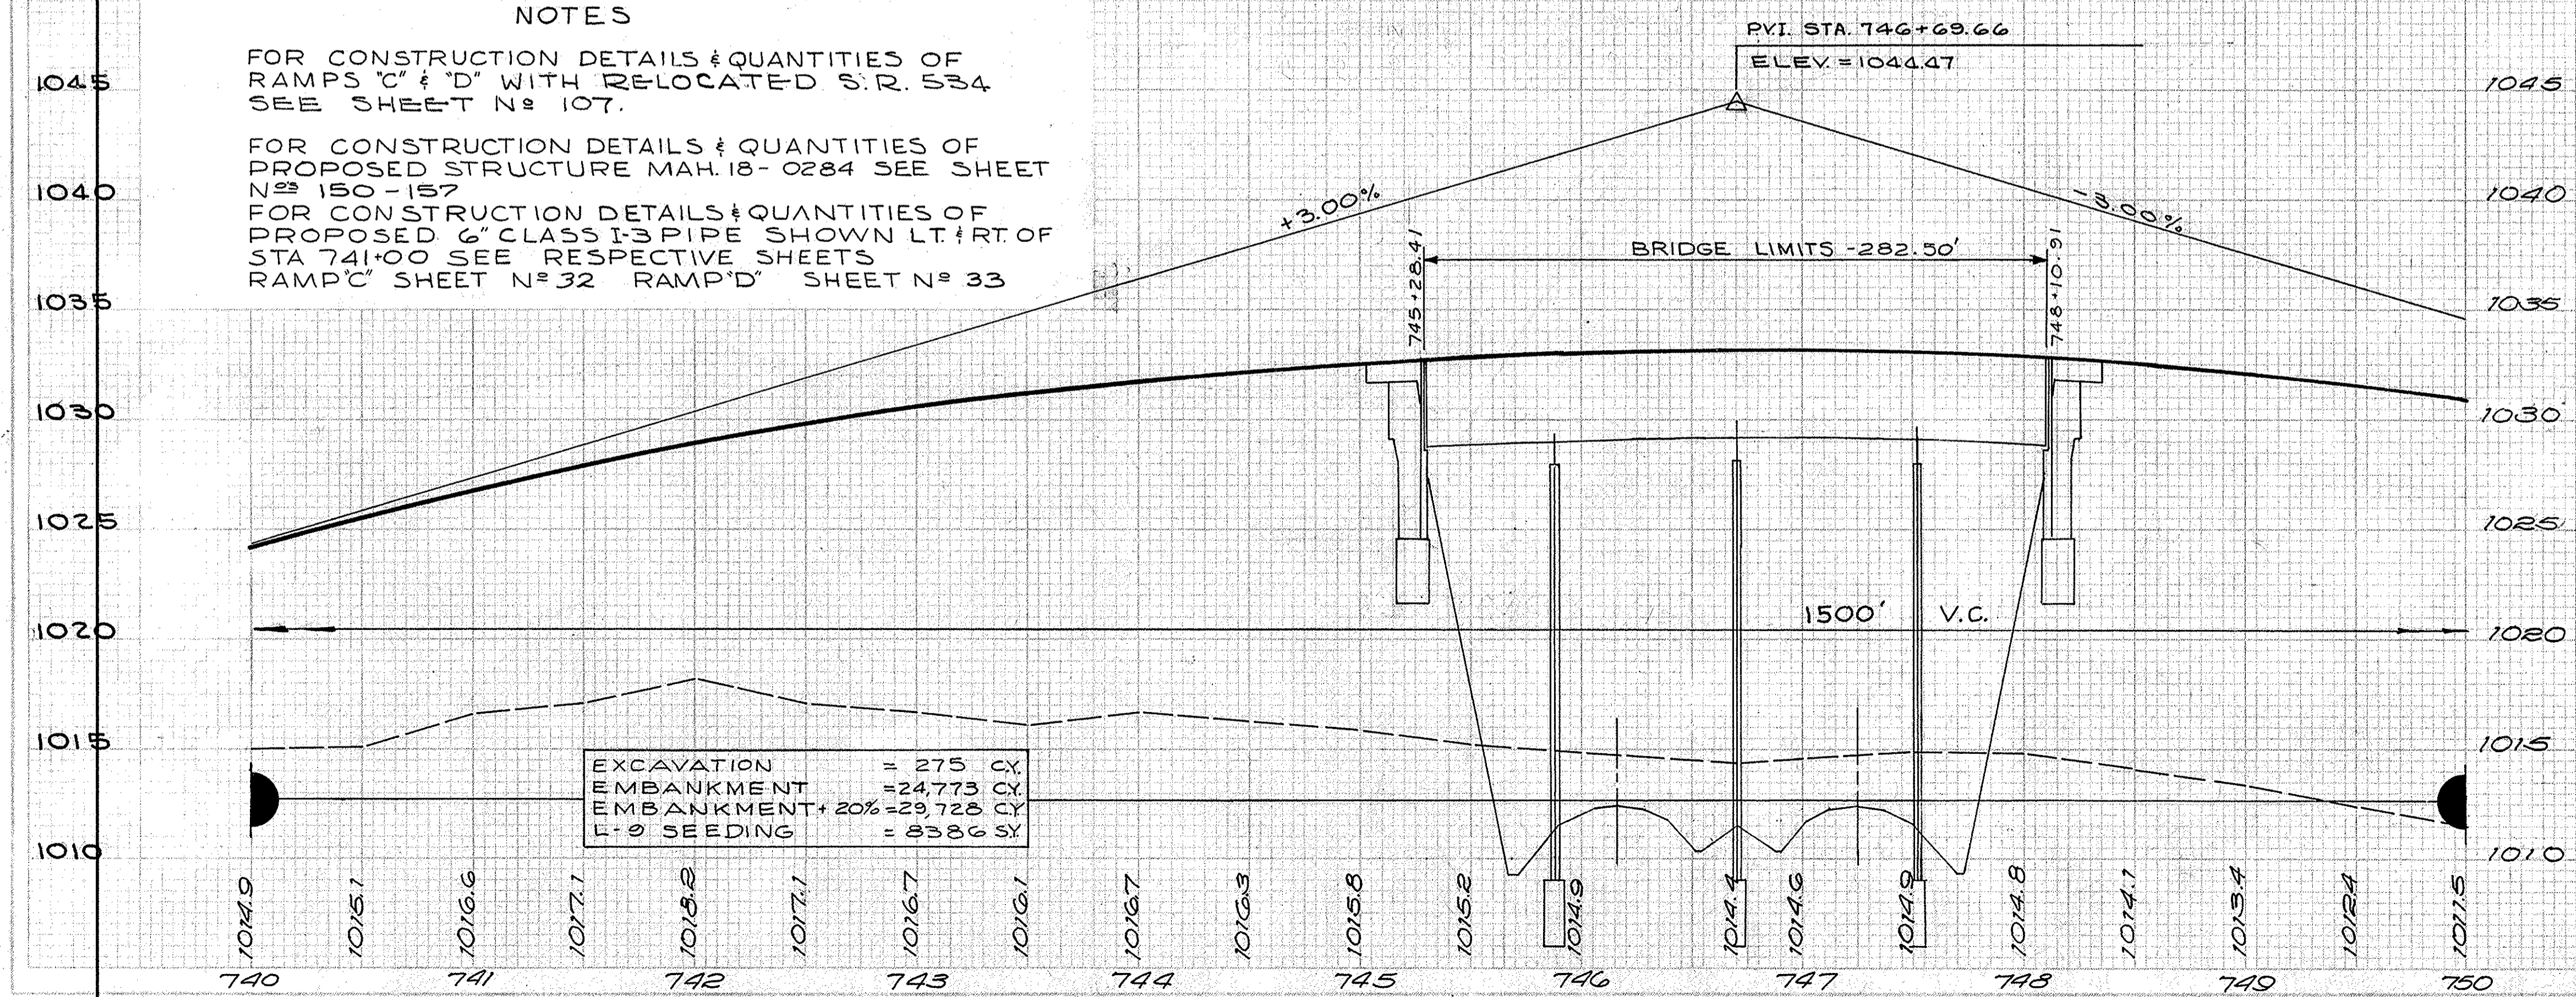 NOTES
FOR CONSTRUCTION DETAILS & QUANTITIES OF
RAMPS "C" & "D" WITH RELOCATED S.R. 534
SEE SHEET Nº 107.
FOR CONSTRUCTION DETAILS & QUANTITIES OF
PROPOSED STRUCTURE MAH. 18-0284 SEE SHEET
Nºs 150-157
FOR CONSTRUCTION DETAILS & QUANTITIES OF
PROPOSED 6" CLASS I-3 PIPE SHOWN LT. & RT. OF
STA 741+00 SEE RESPECTIVE SHEETS
RAMP "C" SHEET Nº 32 RAMP "D" SHEET Nº 33
P.V.I. STA. 746+69.66
ELEV. = 1044.47
+3.00%
-3.00%
BRIDGE LIMITS -282.50'
745+28.41
748+10.91
1500' V.C.
1045
1040
1035
1030
1025
1020
1015
1010
1045
1040
1035
1030
1025
1020
1015
1010
EXCAVATION = 275 C.Y.
EMBANKMENT =24,773 C.Y.
EMBANKMENT + 20% =29,728 C.Y.
L-9 SEEDING = 8386 S.Y.
1014.9
1015.1
1016.6
1017.1
1018.2
1017.1
1016.7
1016.1
1016.7
1016.3
1015.8
1015.2
1014.9
1014.4
1014.6
1014.9
1014.8
1014.1
1013.4
1012.4
1011.5
740 741 742 743 744 745 746 747 748 749 750